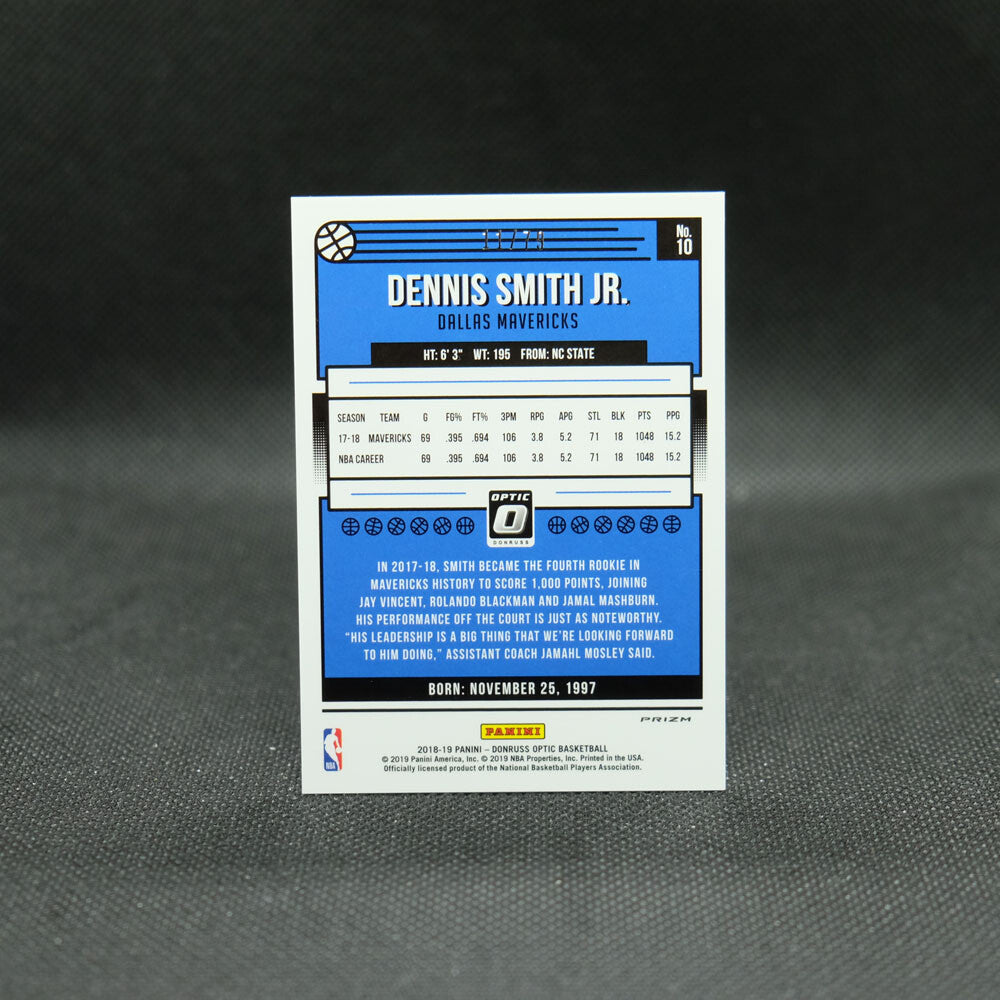 11/79
No.
10
DENNIS SMITH JR.
DALLAS MAVERICKS
HT: 6' 3" WT: 195 FROM: NC STATE
SEASON TEAM G FG% FT% 3PM RPG APG STL BLK PTS PPG
17-18 MAVERICKS 69 .395 .694 106 3.8 5.2 71 18 1048 15.2
NBA CAREER 69 .395 .694 106 3.8 5.2 71 18 1048 15.2
OPTIC
DONRUSS
IN 2017-18, SMITH BECAME THE FOURTH ROOKIE IN
MAVERICKS HISTORY TO SCORE 1,000 POINTS, JOINING
JAY VINCENT, ROLANDO BLACKMAN AND JAMAL MASHBURN.
HIS PERFORMANCE OFF THE COURT IS JUST AS NOTEWORTHY.
“HIS LEADERSHIP IS A BIG THING THAT WE'RE LOOKING FORWARD
TO HIM DOING,” ASSISTANT COACH JAMAHL MOSLEY SAID.
BORN: NOVEMBER 25, 1997
PRIZM
NBA
PANINI
2018-19 PANINI – DONRUSS OPTIC BASKETBALL
© 2019 Panini America, Inc. © 2019 NBA Properties, Inc. Printed in the USA.
Officially licensed product of the National Basketball Players Association.